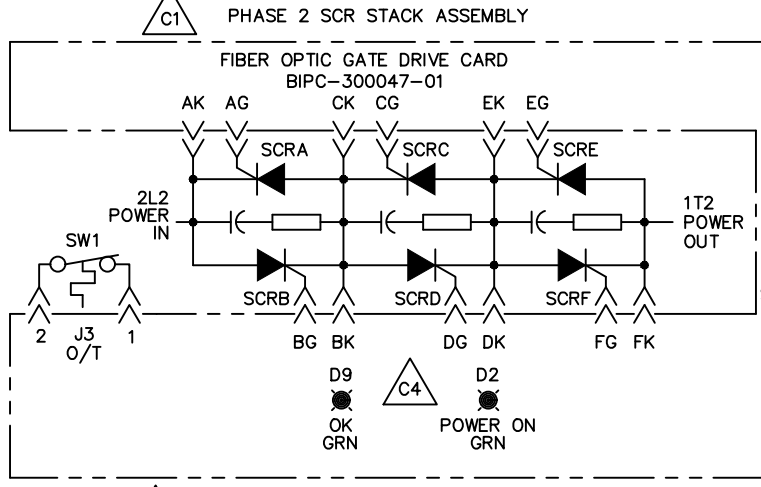 C1
PHASE 2 SCR STACK ASSEMBLY
FIBER OPTIC GATE DRIVE CARD
BIPC-300047-01
AK AG CK CG EK EG
SCRA SCRC SCRE
2L2
POWER
IN
1T2
POWER
OUT
SW1
SCRB SCRD SCRF
2 J3 1
O/T
BG BK DG DK FG FK
D9 C4 D2
OK
GRN
POWER ON
GRN